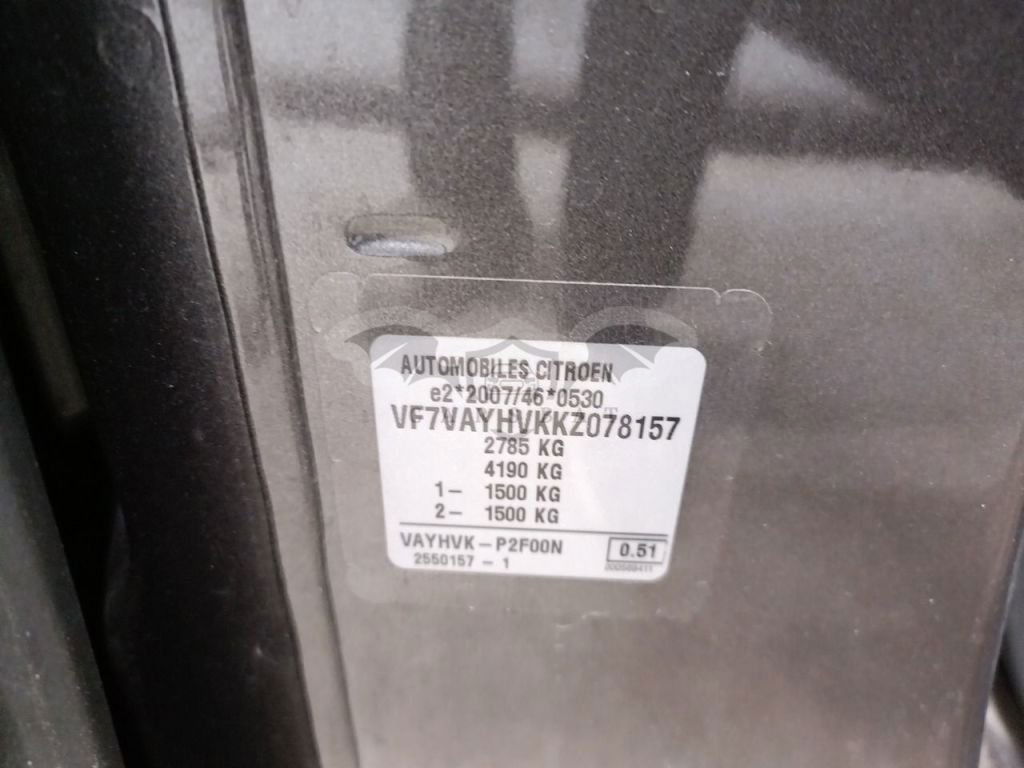 AUTOMOBILES CITROEN
e2*2007/46*0530
VF7VAYHVKKZ078157
2785 KG
4190 KG
1- 1500 KG
2- 1500 KG
VAYHVK-P2F00N
0.51
2550157-1